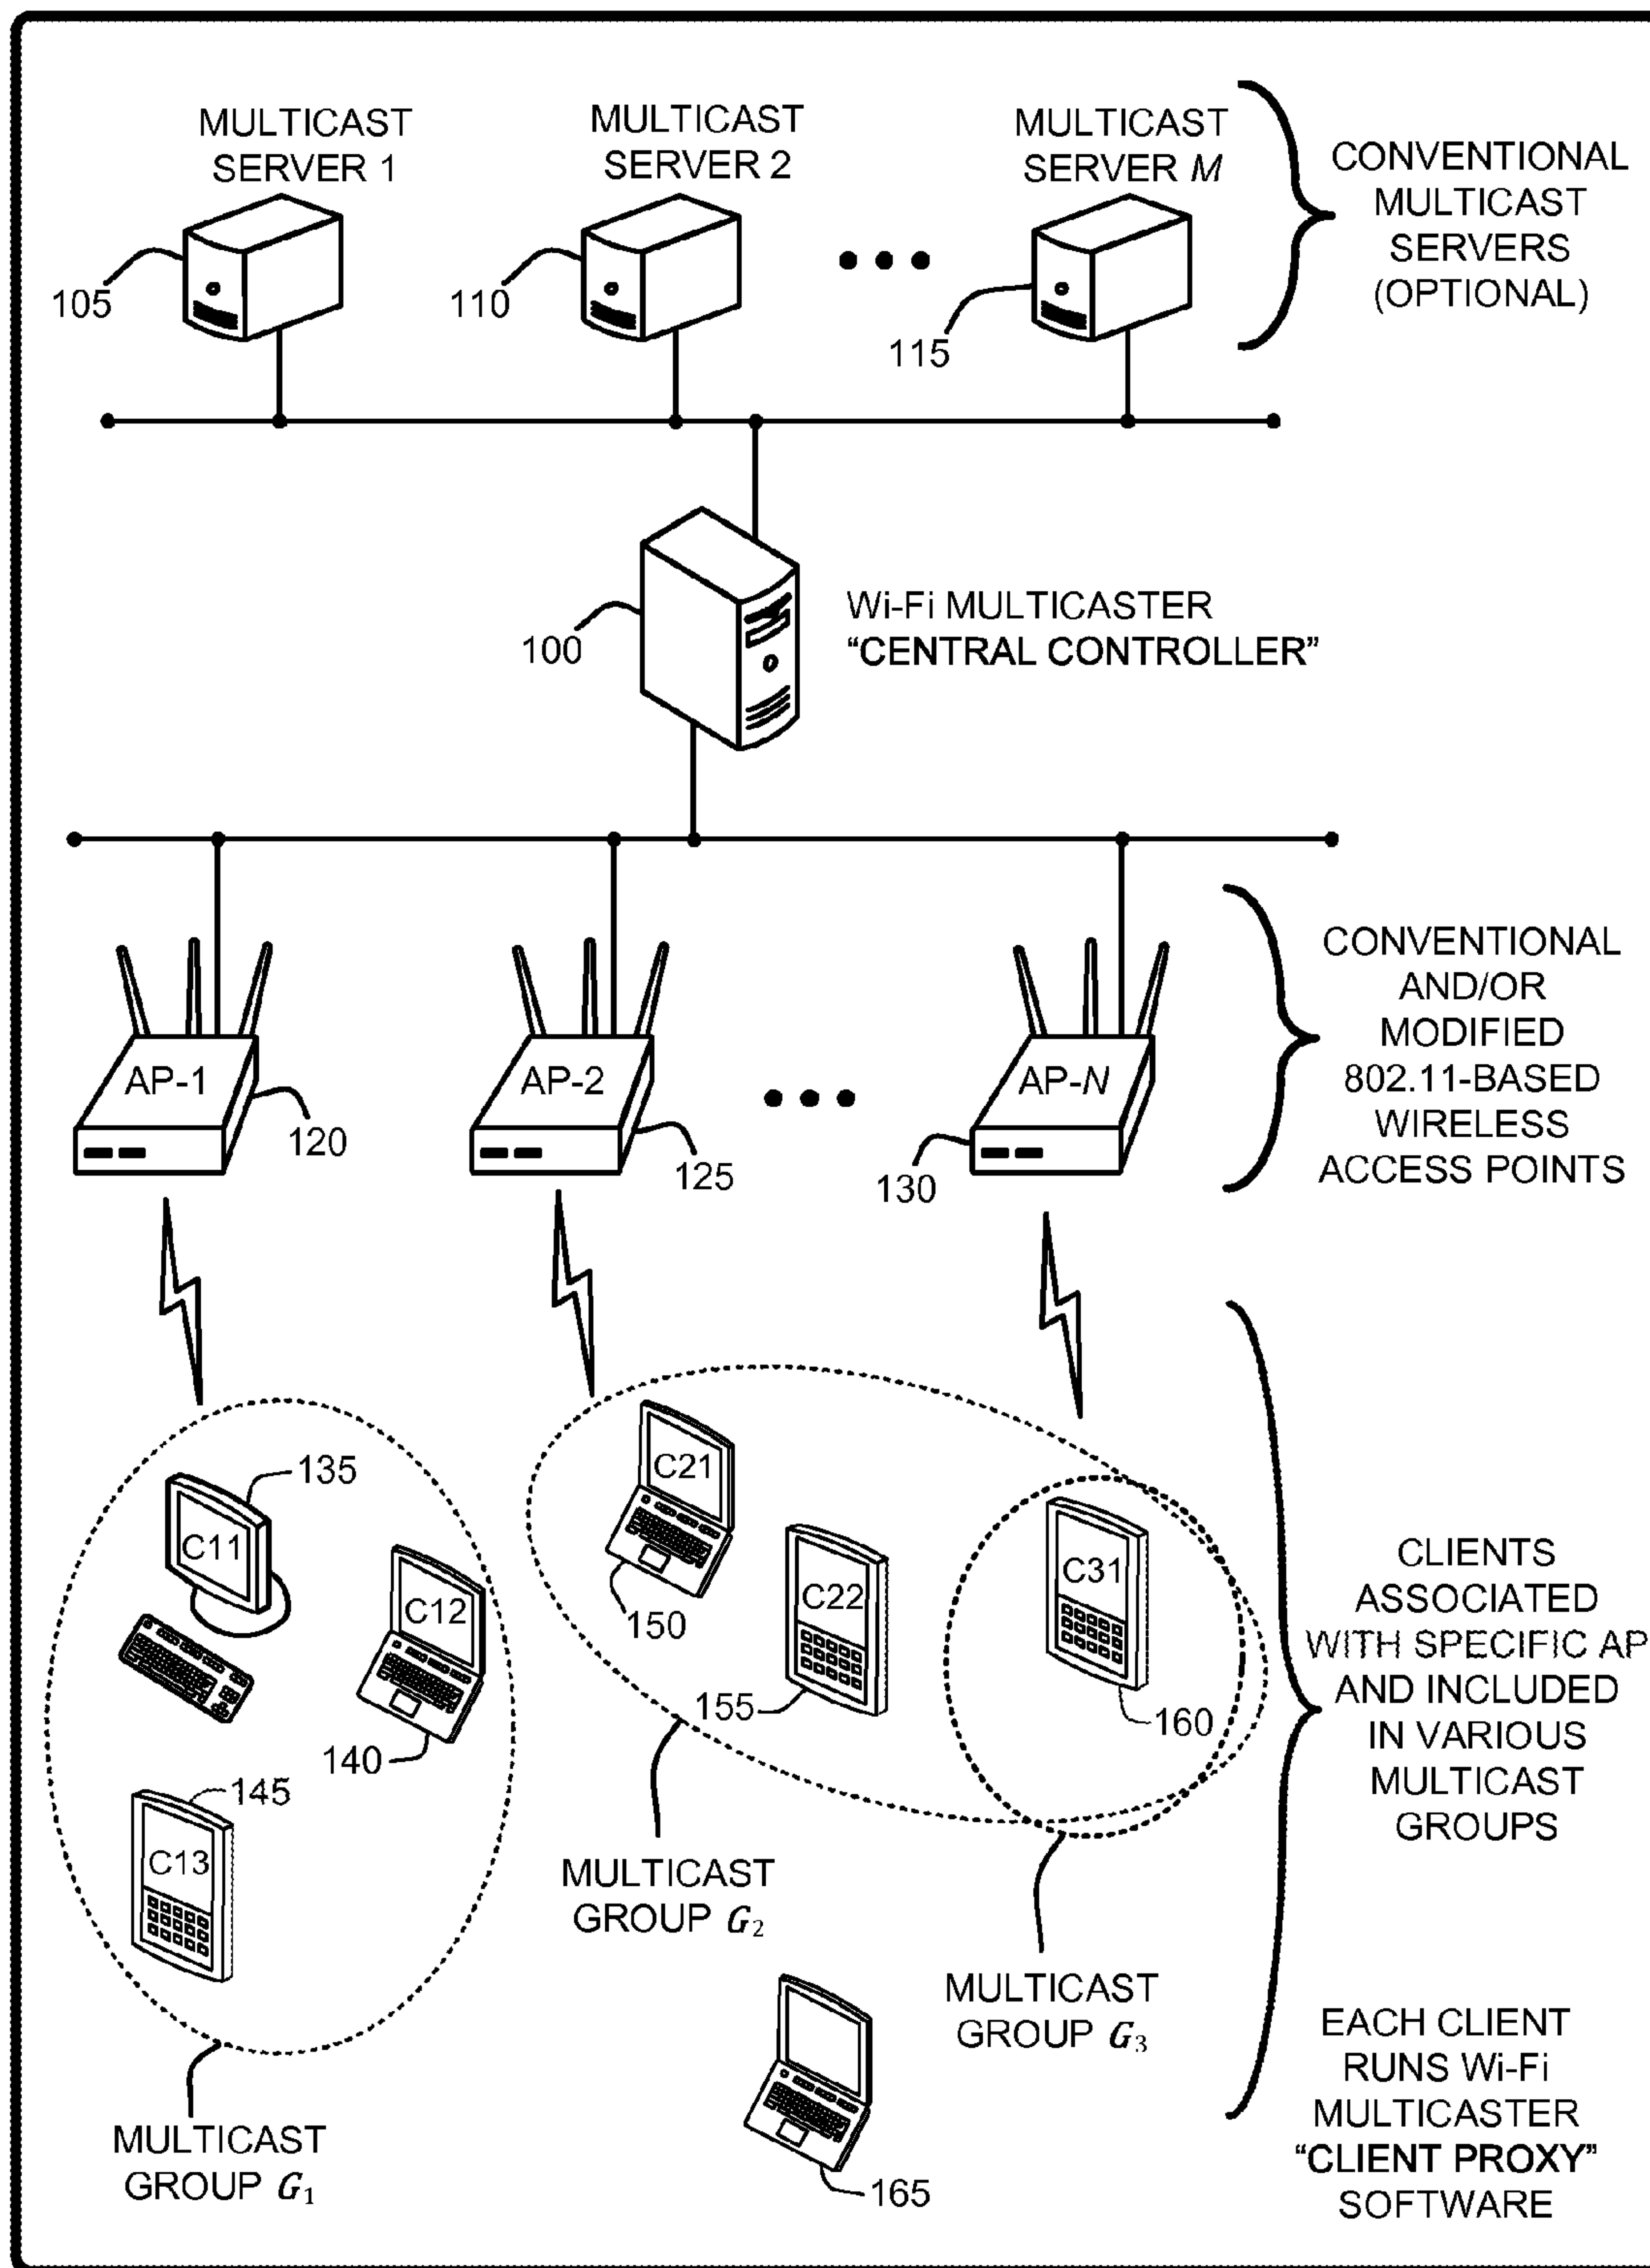 MULTICAST
SERVER 1
MULTICAST
SERVER 2
MULTICAST
SERVER M
CONVENTIONAL
MULTICAST
SERVERS
(OPTIONAL)
105
110
115
100
Wi-Fi MULTICASTER
“CENTRAL CONTROLLER”
AP-1
AP-2
AP-N
120
125
130
CONVENTIONAL
AND/OR
MODIFIED
802.11-BASED
WIRELESS
ACCESS POINTS
135
C11
C12
140
145
C13
C21
150
C22
155
C31
160
CLIENTS
ASSOCIATED
WITH SPECIFIC AP
AND INCLUDED
IN VARIOUS
MULTICAST
GROUPS
MULTICAST
GROUP G₂
MULTICAST
GROUP G₃
MULTICAST
GROUP G₁
165
EACH CLIENT
RUNS Wi-Fi
MULTICASTER
“CLIENT PROXY”
SOFTWARE